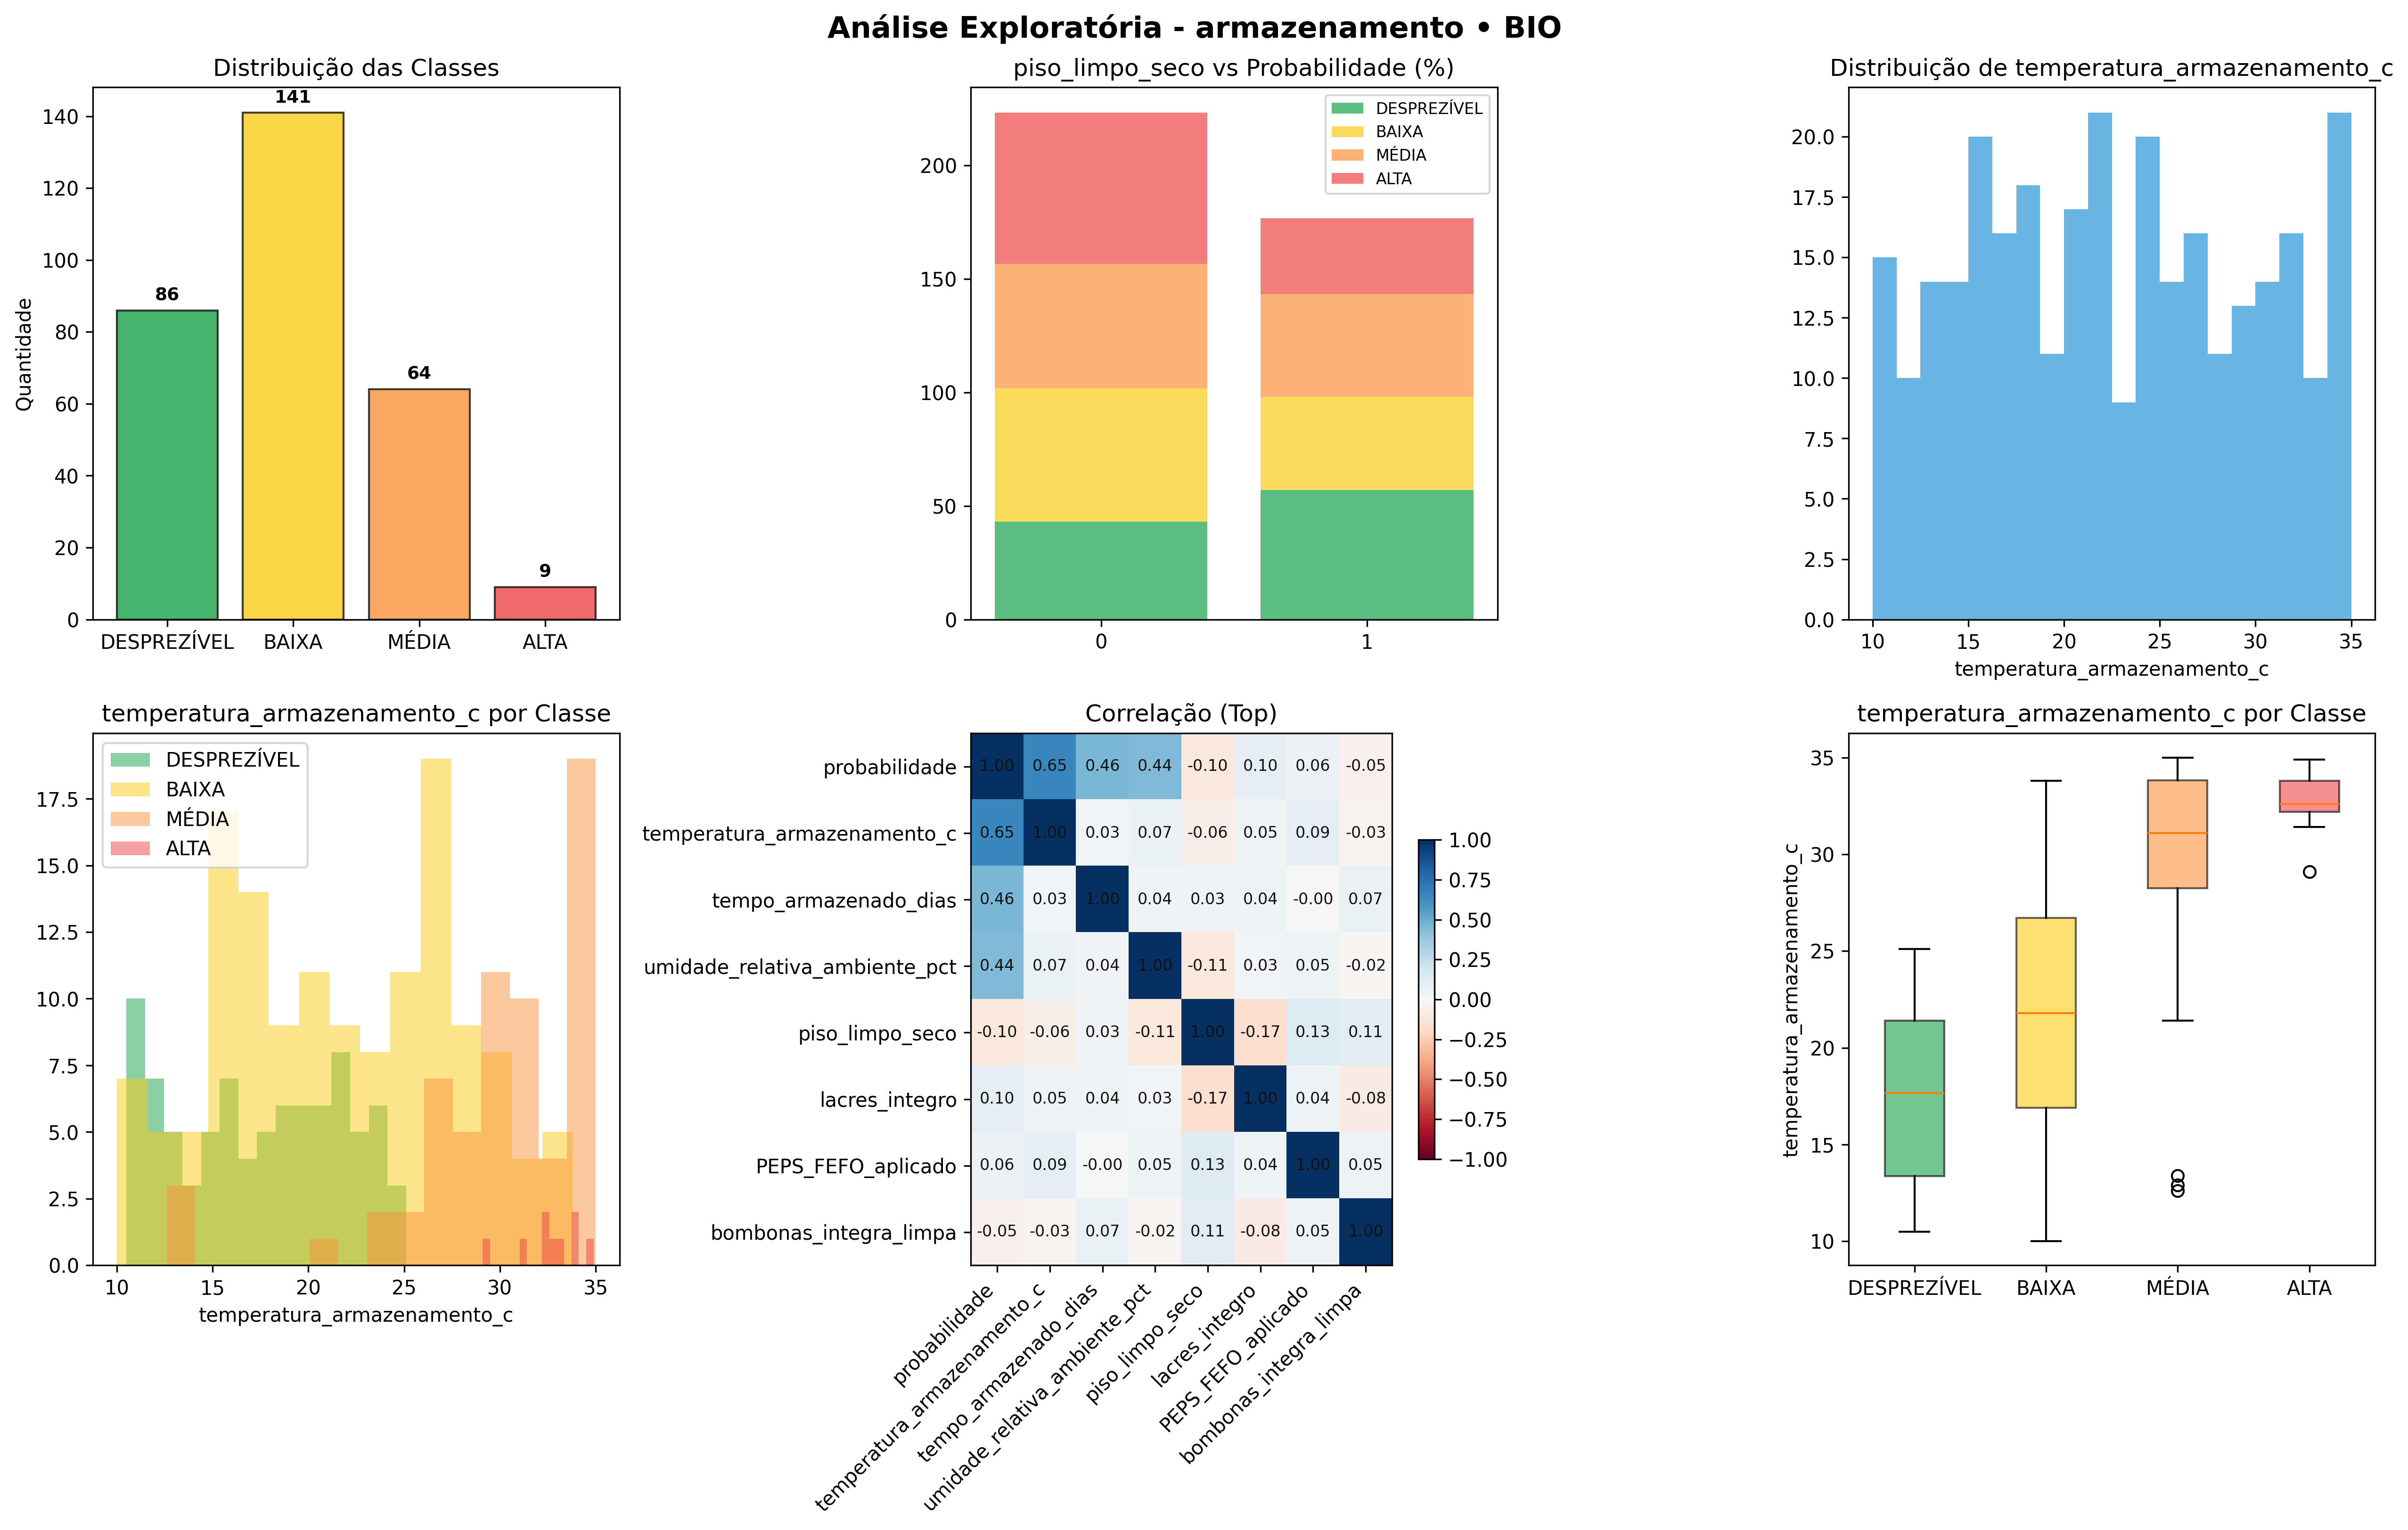 Análise Exploratória - armazenamento • BIO
Distribuição das Classes
Quantidade
140
120
100
80
60
40
20
0
86
141
64
9
DESPREZÍVEL BAIXA MÉDIA ALTA
piso_limpo_seco vs Probabilidade (%)
DESPREZÍVEL
BAIXA
MÉDIA
ALTA
200
150
100
50
0
0 1
Distribuição de temperatura_armazenamento_c
20.0
17.5
15.0
12.5
10.0
7.5
5.0
2.5
0.0
10 15 20 25 30 35
temperatura_armazenamento_c
temperatura_armazenamento_c por Classe
DESPREZÍVEL
BAIXA
MÉDIA
ALTA
17.5
15.0
12.5
10.0
7.5
5.0
2.5
0.0
10 15 20 25 30 35
temperatura_armazenamento_c
Correlação (Top)
probabilidade 1.00 0.65 0.46 0.44 -0.10 0.10 0.06 -0.05
temperatura_armazenamento_c 0.65 1.00 0.03 0.07 -0.06 0.05 0.09 -0.03
tempo_armazenado_dias 0.46 0.03 1.00 0.04 0.03 0.04 -0.00 0.07
umidade_relativa_ambiente_pct 0.44 0.07 0.04 1.00 -0.11 0.03 0.05 -0.02
piso_limpo_seco -0.10 -0.06 0.03 -0.11 1.00 -0.17 0.13 0.11
lacres_integro 0.10 0.05 0.04 0.03 -0.17 1.00 0.04 -0.08
PEPS_FEFO_aplicado 0.06 0.09 -0.00 0.05 0.13 0.04 1.00 0.05
bombonas_integra_limpa -0.05 -0.03 0.07 -0.02 0.11 -0.08 0.05 1.00
probabilidade
temperatura_armazenamento_c
tempo_armazenado_dias
umidade_relativa_ambiente_pct
piso_limpo_seco
lacres_integro
PEPS_FEFO_aplicado
bombonas_integra_limpa
1.00
0.75
0.50
0.25
0.00
−0.25
−0.50
−0.75
−1.00
temperatura_armazenamento_c por Classe
temperatura_armazenamento_c
35
30
25
20
15
10
DESPREZÍVEL BAIXA MÉDIA ALTA